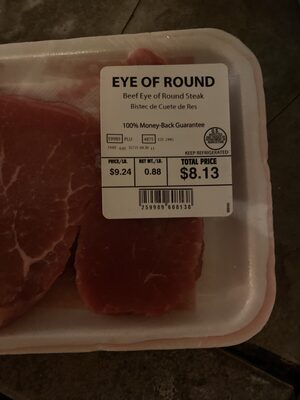 EYE OF ROUND
Beef Eye of Round Steak
Bistec de Cuete de Res
100% Money-Back Guarantee
PLU
KEEP REFRIGERATED
PRICE/LB. NET WT./LB. TOTAL PRICE
$9.24 0.88 $8.13